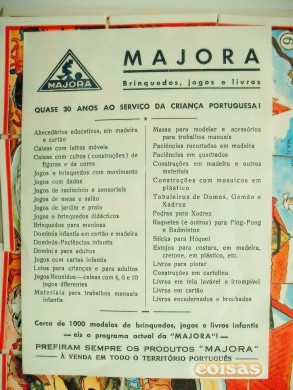 MAJORA
MAJORA
Brinquedos, jogos e livros
QUASE 30 ANOS AO SERVIÇO DA CRIANÇA PORTUGUESA!
Abecedários educativos, em madeira
e cartão
Caixas com letras móveis
Caixas com cubos (construções) de
figuras e de cores
Jogos e brinquedos com movimento
Jogos com dados
Jogos de raciocínio e sensoriais
Jogos de mesa e salão
Jogos de jardim e praia
Jogos e brinquedos didácticos
Brinquedos para meninas
Dominós infantis em cartão e madeira
Dominós-Paciências infantis
Dominós para adultos
Jogos com cartas infantis
Lotos para crianças e para adultos
Jogos Reunidos — caixas com 4, 6 e 10
jogos diferentes
Materiais para trabalhos manuais
infantis
Massa para modelar e acessórios
para trabalhos manuais
Paciências recortadas em madeira
Paciências em quadrados
Construções em madeira e outros
materiais
Construções com mosaicos em
plástico
Tabuleiros de Damas, Gamão e
Xadrez
Pedras para Xadrez
Raquetes (e outros) para Ping-Pong
e Badminton
Sticks para Hóquei
Estojos para costura, em madeira,
cretone, em plástico, etc.
Livros para pintar
Construções em cartolina
Livros em tela lavável e irrompível
Livros em cartão
Livros encadernados e brochados
Cerca de 1000 modelos de brinquedos, jogos e livros infantis
— eis o programa actual da "MAJORA"! —
PREFIRAM SEMPRE OS PRODUTOS "MAJORA"
À VENDA EM TODO O TERRITÓRIO PORTUGUÊS
coisas